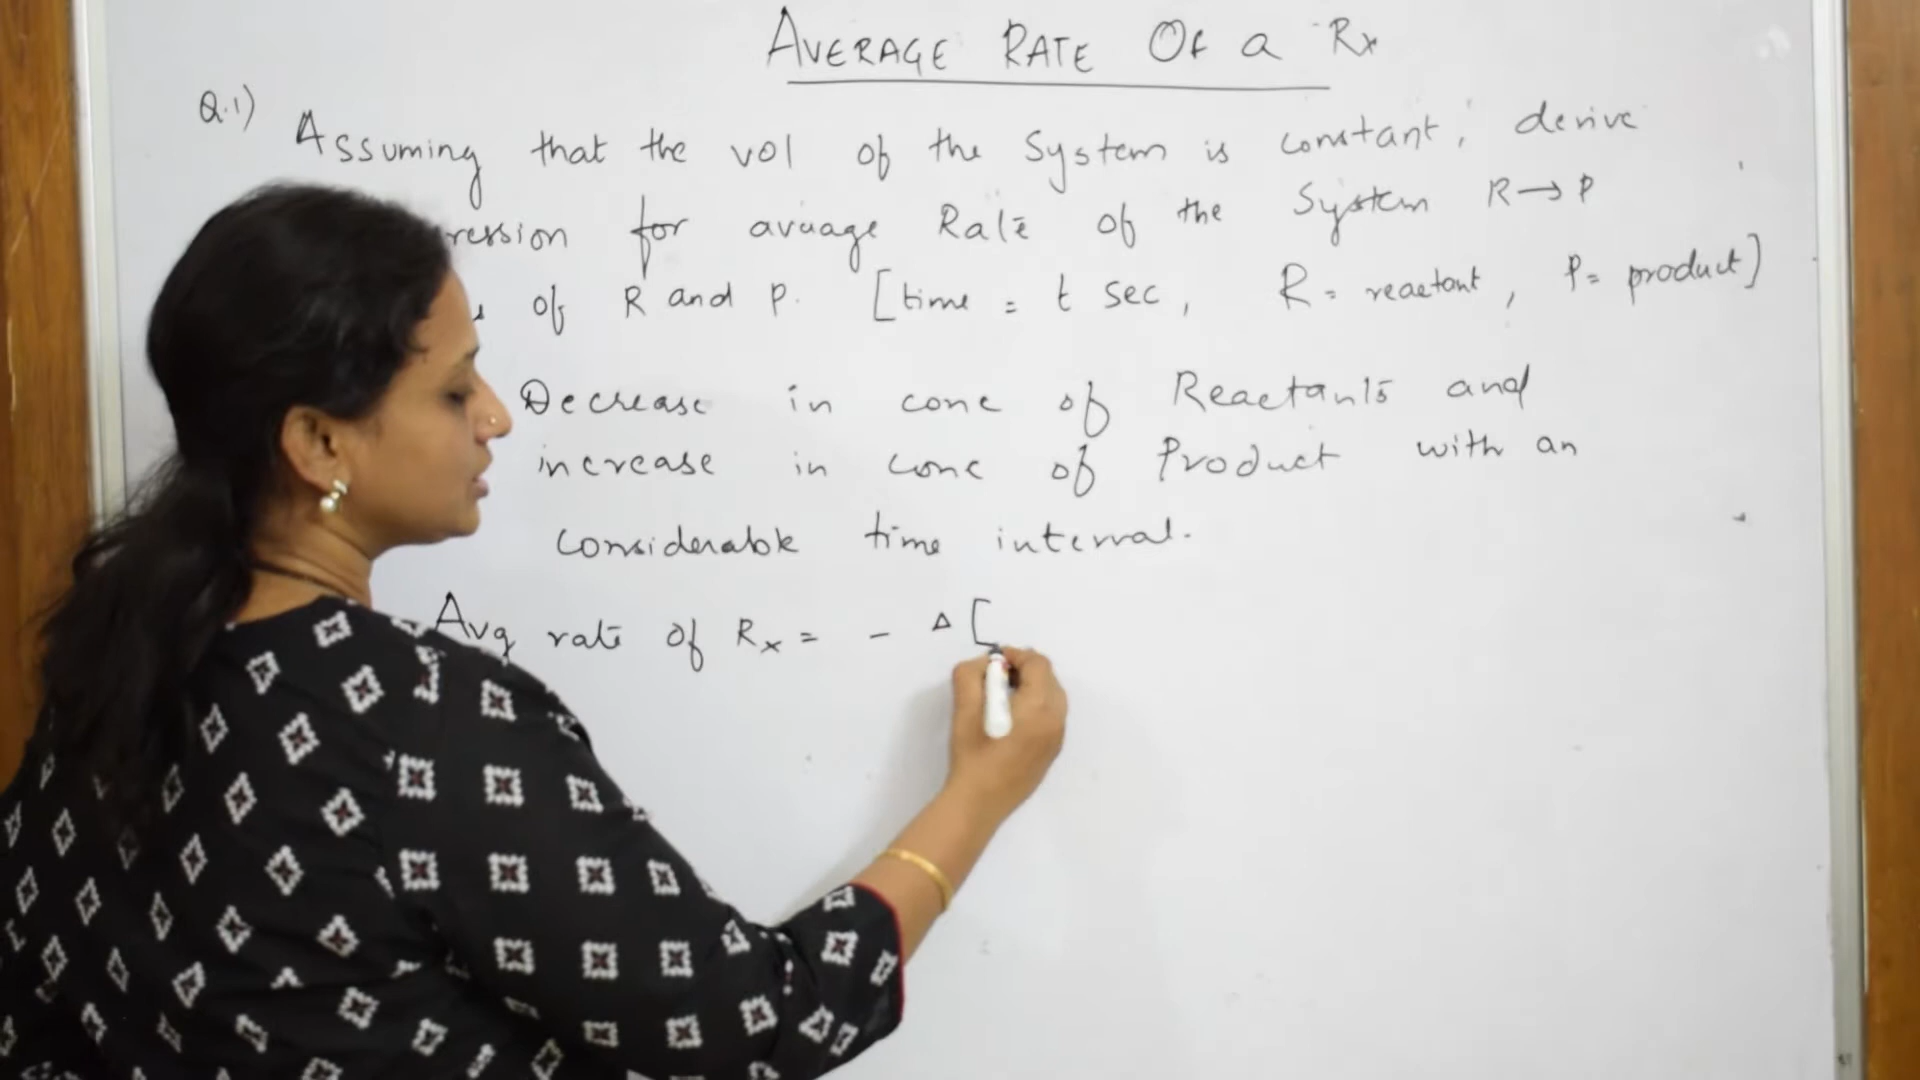 AVERAGE RATE Of a Rx
Q.1) Assuming that the vol of the System is constant, derive
ression for average Rate of the System R → P
of R and P. [time = t sec, R = reactant, P = product]
Decrease in conc of Reactants and
increase in conc of Product with an
Considerable time interval.
Avg rate of Rx = - Δ [